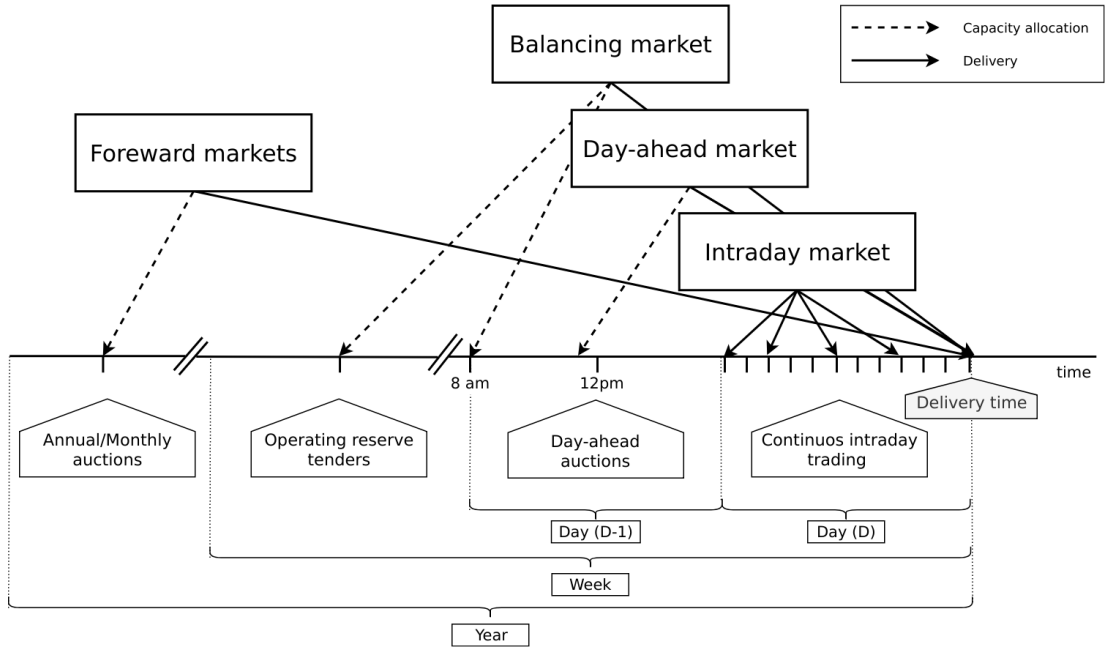 Balancing market
Capacity allocation
Delivery
Foreward markets
Day-ahead market
Intraday market
8 am
12pm
time
Delivery time
Annual/Monthly
auctions
Operating reserve
tenders
Day-ahead
auctions
Continuos intraday
trading
Day (D-1)
Day (D)
Week
Year